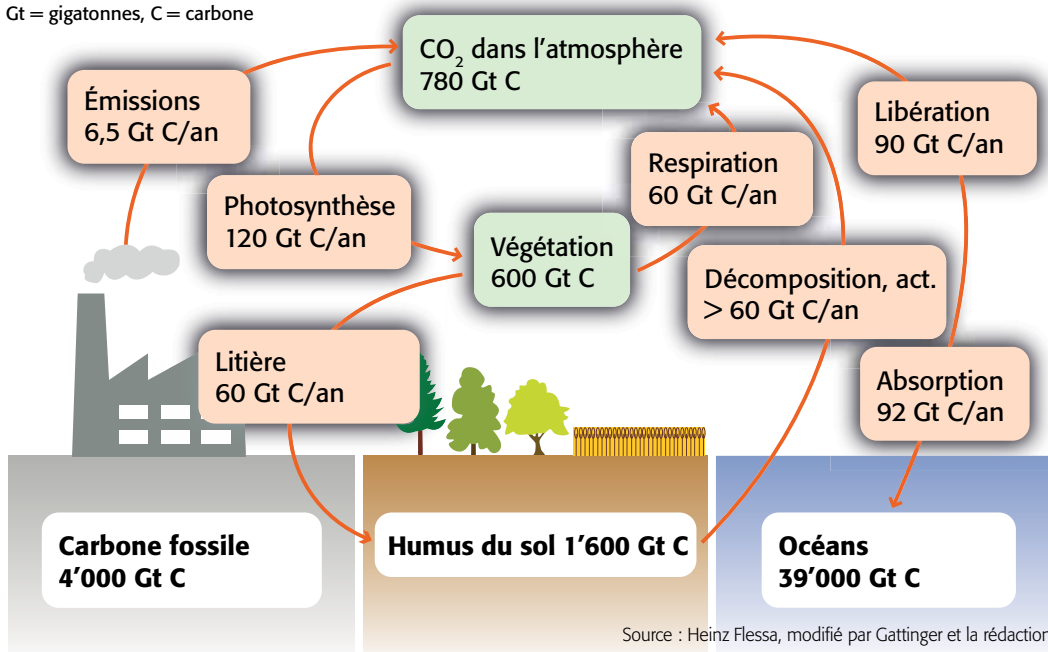 Gt = gigatonnes, C = carbone
CO₂ dans l’atmosphère
780 Gt C
Émissions
6,5 Gt C/an
Libération
90 Gt C/an
Respiration
60 Gt C/an
Photosynthèse
120 Gt C/an
Végétation
600 Gt C
Décomposition, act.
> 60 Gt C/an
Litière
60 Gt C/an
Absorption
92 Gt C/an
Carbone fossile
4’000 Gt C
Humus du sol 1’600 Gt C
Océans
39’000 Gt C
Source : Heinz Flessa, modifié par Gattinger et la rédaction